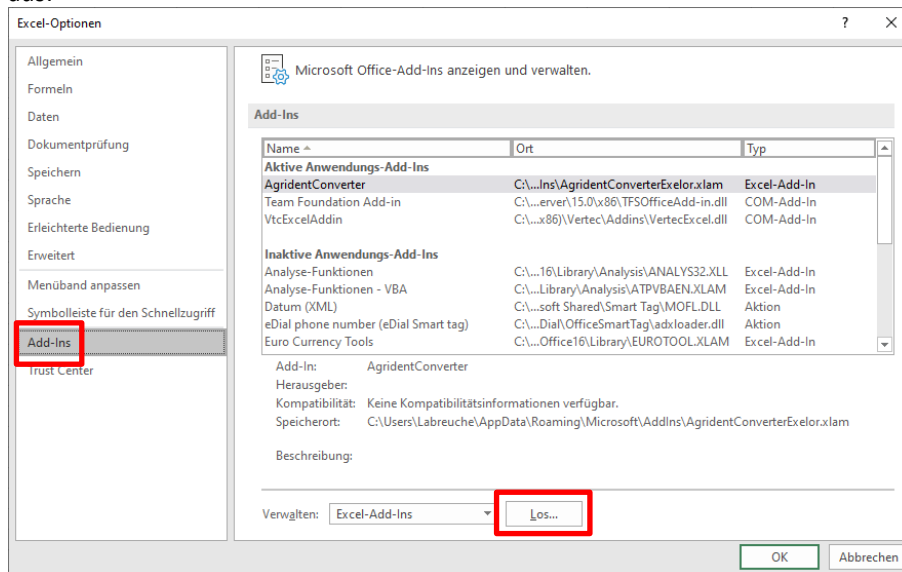 Excel-Optionen ? ×
Allgemein
Formeln
Daten
Dokumentprüfung
Speichern
Sprache
Erleichterte Bedienung
Erweitert
Menüband anpassen
Symbolleiste für den Schnellzugriff
Add-Ins
Trust Center
Microsoft Office-Add-Ins anzeigen und verwalten.
Add-Ins
Name Ort Typ
Aktive Anwendungs-Add-Ins
AgridentConverter C:\...Ins\AgridentConverterExelor.xlam Excel-Add-In
Team Foundation Add-in C:\...erver\15.0\x86\TFSOfficeAdd-in.dll COM-Add-In
VtcExcelAddin C:\...x86)\Vertec\Addins\VertecExcel.dll COM-Add-In
Inaktive Anwendungs-Add-Ins
Analyse-Funktionen C:\...16\Library\Analysis\ANALYS32.XLL Excel-Add-In
Analyse-Funktionen - VBA C:\...Library\Analysis\ATPVBAEN.XLAM Excel-Add-In
Datum (XML) C:\...soft Shared\Smart Tag\MOFL.DLL Aktion
eDial phone number (eDial Smart tag) C:\...Dial\OfficeSmartTag\adxloader.dll Aktion
Euro Currency Tools C:\...Office16\Library\EUROTOOL.XLAM Excel-Add-In
Add-In: AgridentConverter
Herausgeber:
Kompatibilität: Keine Kompatibilitätsinformationen verfügbar.
Speicherort: C:\Users\Labreuche\AppData\Roaming\Microsoft\AddIns\AgridentConverterExelor.xlam
Beschreibung:
Verwalten: Excel-Add-Ins Los...
OK Abbrechen